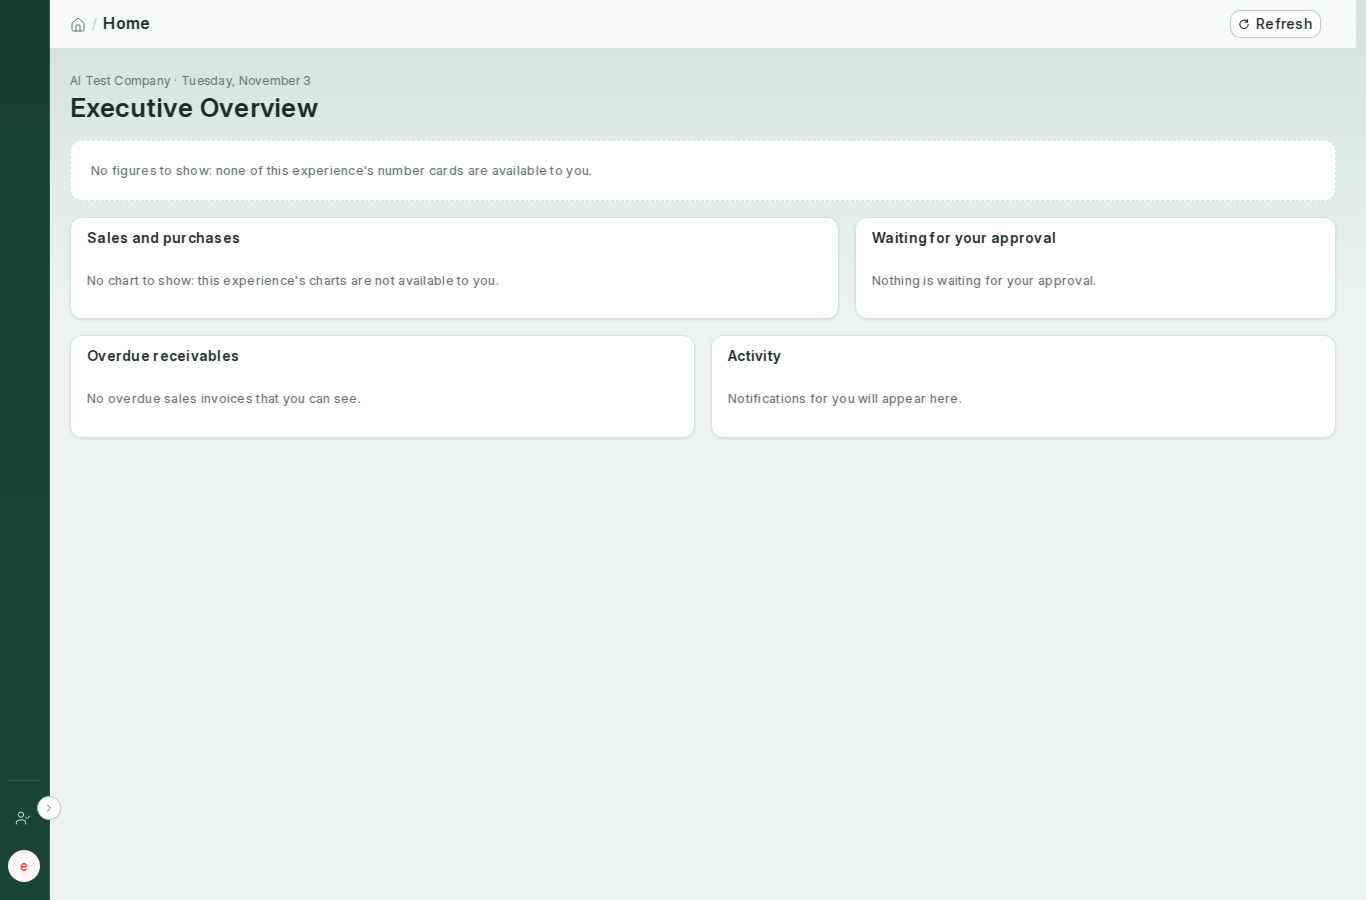 / Home
Refresh
AI Test Company · Tuesday, November 3
Executive Overview
No figures to show: none of this experience's number cards are available to you.
Sales and purchases
No chart to show: this experience's charts are not available to you.
Waiting for your approval
Nothing is waiting for your approval.
Overdue receivables
No overdue sales invoices that you can see.
Activity
Notifications for you will appear here.
e